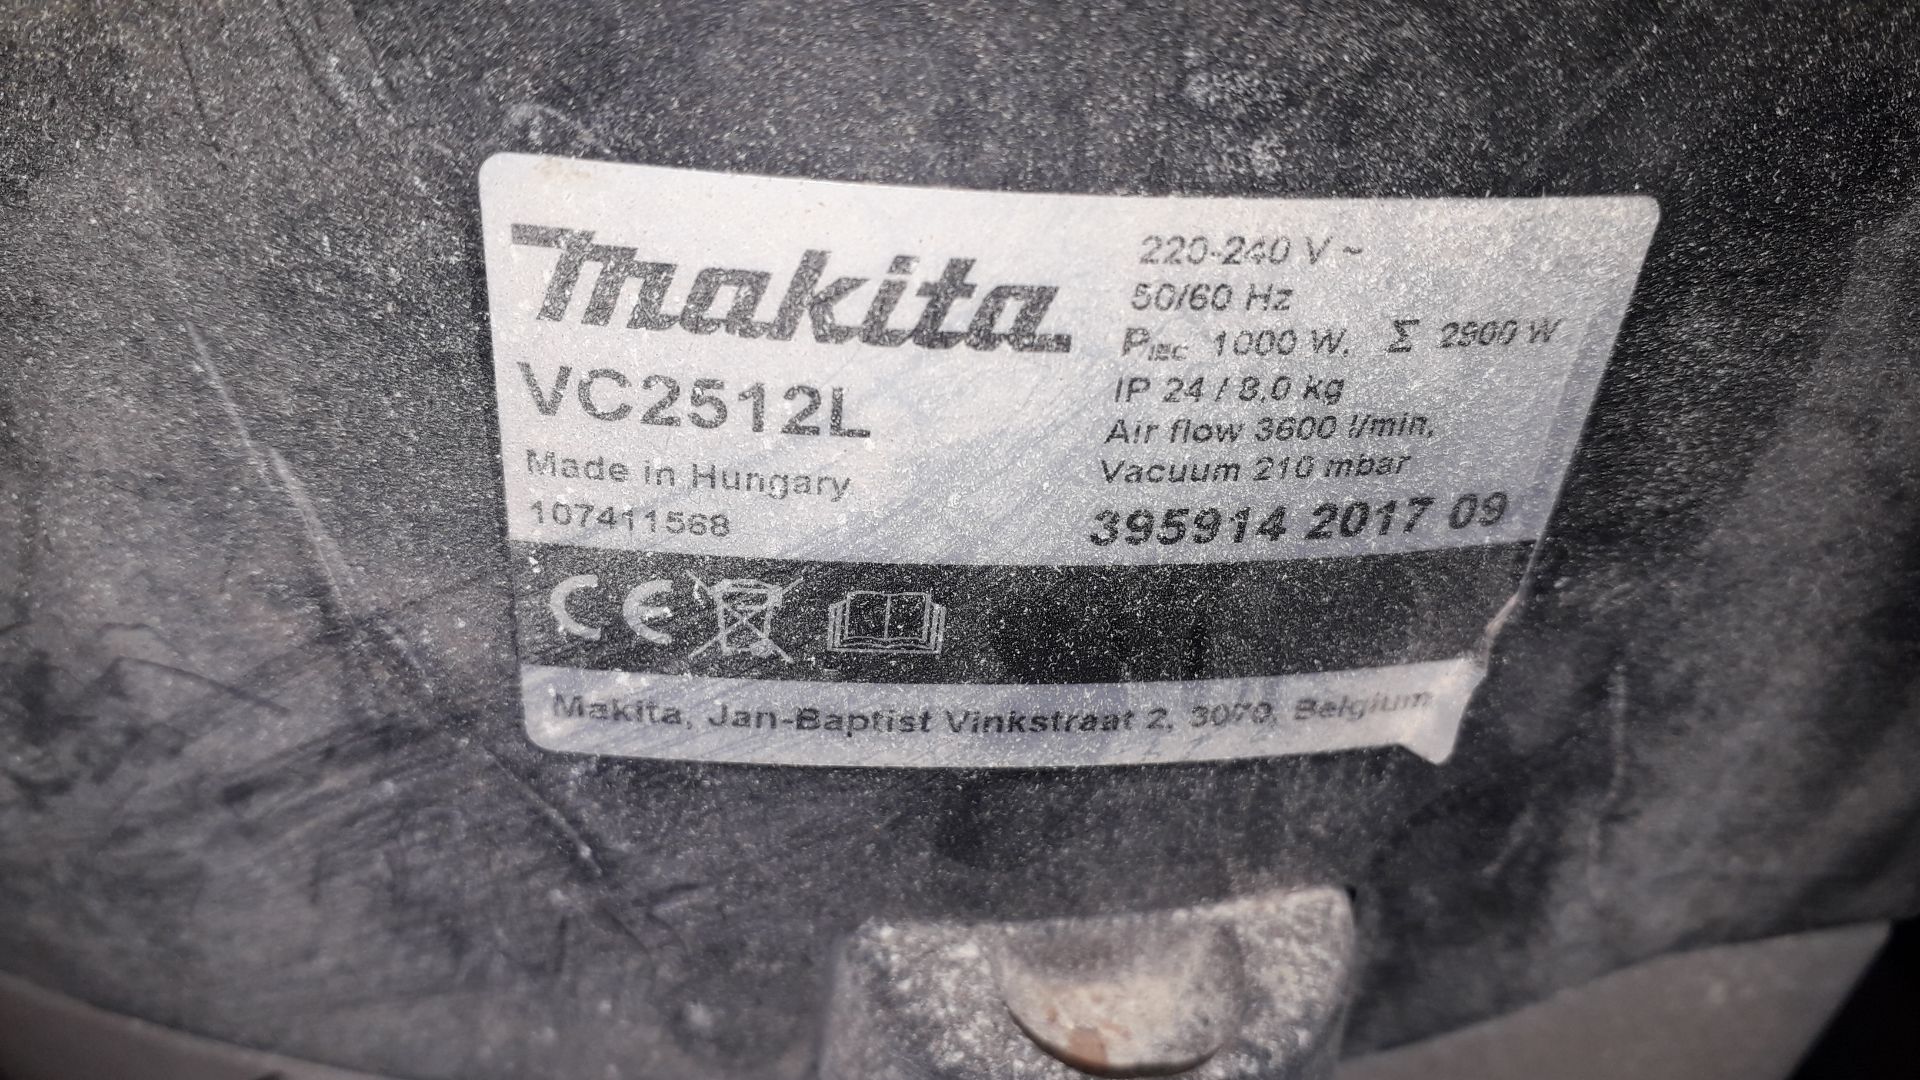 makita
VC2512L
Made in Hungary
107411568
220-240 V ~
50/60 Hz
PIEC 1000 W, Σ 2900 W
IP 24 / 8,0 kg
Air flow 3600 l/min,
Vacuum 210 mbar
395914 2017 09
CE
Makita, Jan-Baptist Vinkstraat 2, 3070, Belgium